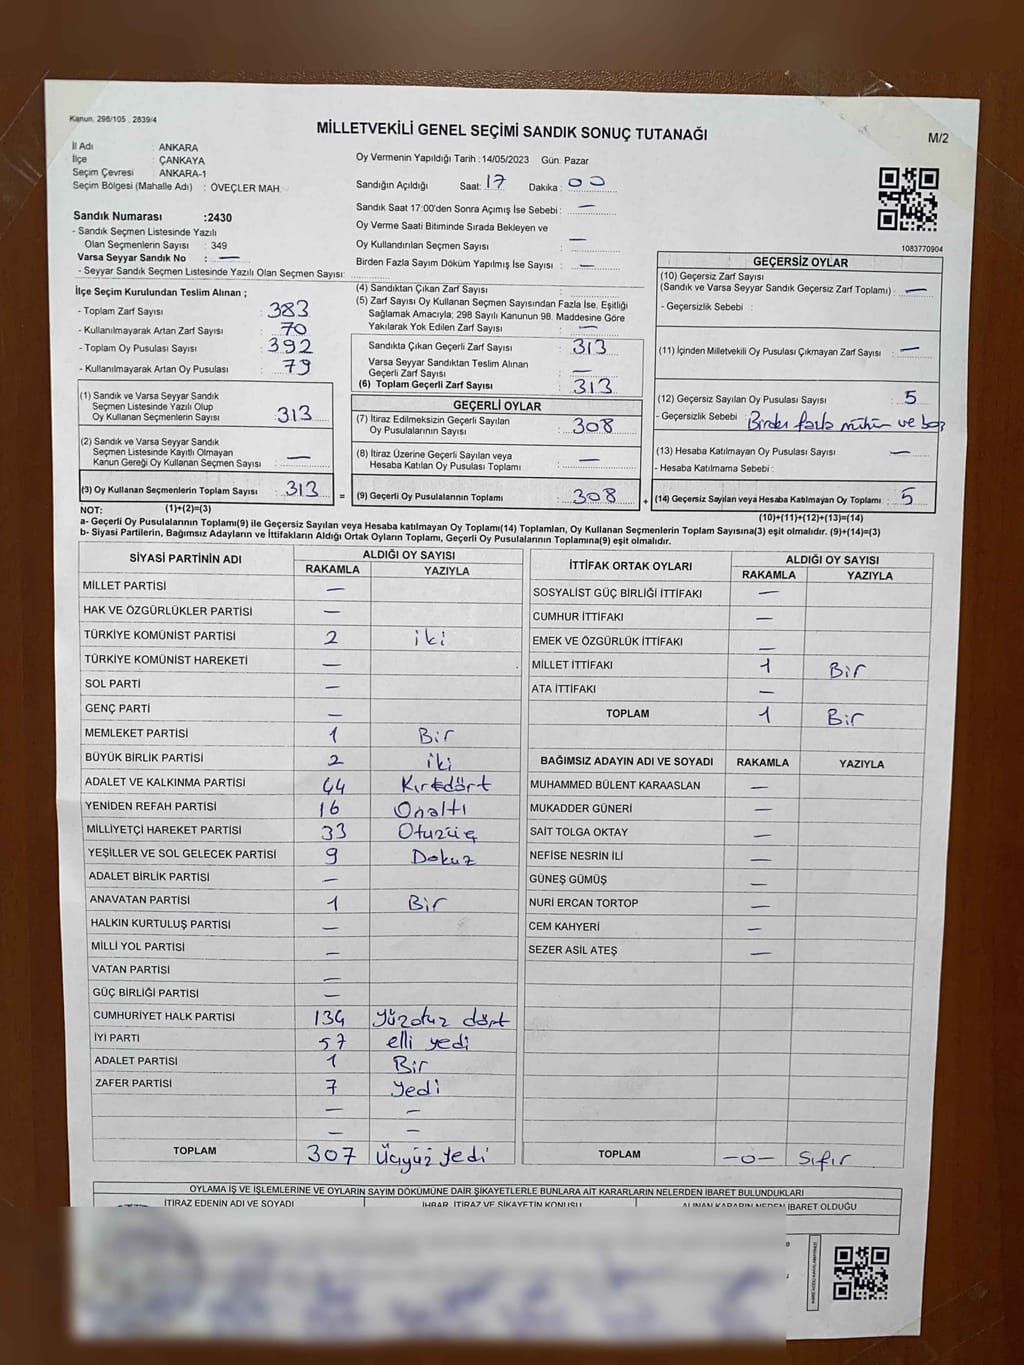 Kanun, 298/105 , 2839/4
MİLLETVEKİLİ GENEL SEÇİMİ SANDIK SONUÇ TUTANAĞI
M/2
İl Adı : ANKARA
İlçe : ÇANKAYA
Seçim Çevresi : ANKARA-1
Seçim Bölgesi (Mahalle Adı) : ÖVEÇLER MAH.
Oy Vermenin Yapıldığı Tarih :14/05/2023 Gün: Pazar
Sandığın Açıldığı Saat: 17 Dakika : 00
Sandık Saat 17:00'den Sonra Açımış İse Sebebi : —
Oy Verme Saati Bitiminde Sırada Bekleyen ve
Oy Kullandırılan Seçmen Sayısı : —
Birden Fazla Sayım Döküm Yapılmış İse Sayısı : —
1083770904
Sandık Numarası :2430
- Sandık Seçmen Listesinde Yazılı
Olan Seçmenlerin Sayısı : 349
Varsa Seyyar Sandık No : —
- Seyyar Sandık Seçmen Listesinde Yazılı Olan Seçmen Sayısı:
İlçe Seçim Kurulundan Teslim Alınan ;
- Toplam Zarf Sayısı : 383
- Kullanılmayarak Artan Zarf Sayısı : 70
- Toplam Oy Pusulası Sayısı : 392
- Kullanılmayarak Artan Oy Pusulası : 79
(1) Sandık ve Varsa Seyyar Sandık
Seçmen Listesinde Yazılı Olup
Oy Kullanan Seçmenlerin Sayısı : 313
(2) Sandık ve Varsa Seyyar Sandık
Seçmen Listesinde Kayıtlı Olmayan
Kanun Gereği Oy Kullanan Seçmen Sayısı : —
(3) Oy Kullanan Seçmenlerin Toplam Sayısı : 313
(1)+(2)=(3)
(4) Sandıktan Çıkan Zarf Sayısı :
(5) Zarf Sayısı Oy Kullanan Seçmen Sayısından Fazla İse, Eşitliği
Sağlamak Amacıyla; 298 Sayılı Kanunun 98. Maddesine Göre
Yakılarak Yok Edilen Zarf Sayısı : —
Sandıkta Çıkan Geçerli Zarf Sayısı : 313
Varsa Seyyar Sandıktan Teslim Alınan
Geçerli Zarf Sayısı : —
(6) Toplam Geçerli Zarf Sayısı : 313
GEÇERLİ OYLAR
(7) İtiraz Edilmeksizin Geçerli Sayılan
Oy Pusulalarının Sayısı : 308
(8) İtiraz Üzerine Geçerli Sayılan veya
Hesaba Katılan Oy Pusulası Toplamı : —
= (9) Geçerli Oy Pusulalarının Toplamı : 308 +
GEÇERSİZ OYLAR
(10) Geçersiz Zarf Sayısı
(Sandık ve Varsa Seyyar Sandık Geçersiz Zarf Toplamı) : —
- Geçersizlik Sebebi :
(11) İçinden Milletvekili Oy Pusulası Çıkmayan Zarf Sayısı : —
(12) Geçersiz Sayılan Oy Pusulası Sayısı : 5
- Geçersizlik Sebebi : Birden fazla mühür ve boş
(13) Hesaba Katılmayan Oy Pusulası Sayısı : —
- Hesaba Katılmama Sebebi :
(14) Geçersiz Sayılan veya Hesaba Katılmayan Oy Toplamı : 5
(10)+(11)+(12)+(13)=(14)
NOT:
a- Geçerli Oy Pusulalarının Toplamı(9) ile Geçersiz Sayılan veya Hesaba katılmayan Oy Toplamı(14) Toplamları, Oy Kullanan Seçmenlerin Toplam Sayısına(3) eşit olmalıdır. (9)+(14)=(3)
b- Siyasi Partilerin, Bağımsız Adayların ve İttifakların Aldığı Ortak Oyların Toplamı, Geçerli Oy Pusulalarının Toplamına(9) eşit olmalıdır.
SİYASİ PARTİNİN ADI ALDIĞI OY SAYISI
RAKAMLA YAZIYLA
MİLLET PARTİSİ —
HAK VE ÖZGÜRLÜKLER PARTİSİ —
TÜRKİYE KOMÜNİST PARTİSİ 2 iki
TÜRKİYE KOMÜNİST HAREKETİ —
SOL PARTİ —
GENÇ PARTİ —
MEMLEKET PARTİSİ 1 Bir
BÜYÜK BİRLİK PARTİSİ 2 iki
ADALET VE KALKINMA PARTİSİ 44 Kırkdört
YENİDEN REFAH PARTİSİ 16 Onaltı
MİLLİYETÇİ HAREKET PARTİSİ 33 Otuzüç
YEŞİLLER VE SOL GELECEK PARTİSİ 9 Dokuz
ADALET BİRLİK PARTİSİ —
ANAVATAN PARTİSİ 1 Bir
HALKIN KURTULUŞ PARTİSİ —
MİLLİ YOL PARTİSİ —
VATAN PARTİSİ —
GÜÇ BİRLİĞİ PARTİSİ —
CUMHURİYET HALK PARTİSİ 134 Yüzotuz dört
İYİ PARTİ 57 elli yedi
ADALET PARTİSİ 1 Bir
ZAFER PARTİSİ 7 Yedi
— —
— —
TOPLAM 307 Üçyüz Yedi
İTTİFAK ORTAK OYLARI ALDIĞI OY SAYISI
RAKAMLA YAZIYLA
SOSYALİST GÜÇ BİRLİĞİ İTTİFAKI —
CUMHUR İTTİFAKI —
EMEK VE ÖZGÜRLÜK İTTİFAKI —
MİLLET İTTİFAKI 1 Bir
ATA İTTİFAKI —
TOPLAM 1 Bir
BAĞIMSIZ ADAYIN ADI VE SOYADI RAKAMLA YAZIYLA
MUHAMMED BÜLENT KARAASLAN —
MUKADDER GÜNERİ —
SAİT TOLGA OKTAY —
NEFİSE NESRİN İLİ —
GÜNEŞ GÜMÜŞ —
NURİ ERCAN TORTOP —
CEM KAHYERİ —
SEZER ASİL ATEŞ —
TOPLAM —0— Sıfır
OYLAMA İŞ VE İŞLEMLERİNE VE OYLARIN SAYIM DÖKÜMÜNE DAİR ŞİKAYETLERLE BUNLARA AİT KARARLARIN NELERDEN İBARET BULUNDUKLARI
İTİRAZ EDENİN ADI VE SOYADI İHBAR, İTİRAZ VE ŞİKAYETİN KONUSU ALINAN KARARIN NEDEN İBARET OLDUĞU